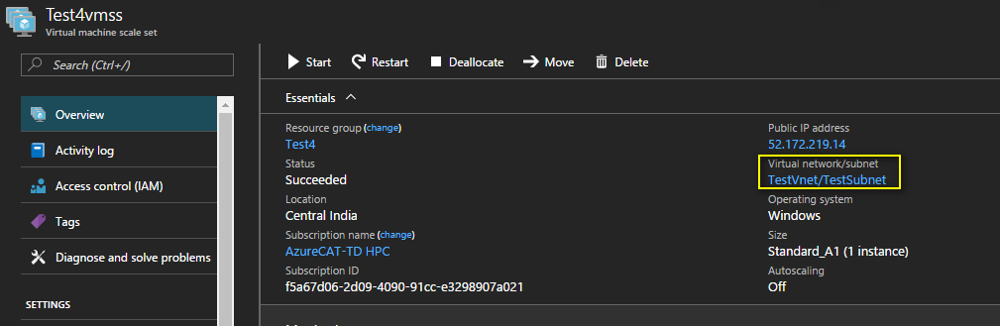 Test4vmss
Virtual machine scale set
Search (Ctrl+/)
Overview
Activity log
Access control (IAM)
Tags
Diagnose and solve problems
SETTINGS
Start Restart Deallocate Move Delete
Essentials
Resource group (change)
Test4
Status
Succeeded
Location
Central India
Subscription name (change)
AzureCAT-TD HPC
Subscription ID
f5a67d06-2d09-4090-91cc-e3298907a021
Public IP address
52.172.219.14
Virtual network/subnet
TestVnet/TestSubnet
Operating system
Windows
Size
Standard_A1 (1 instance)
Autoscaling
Off